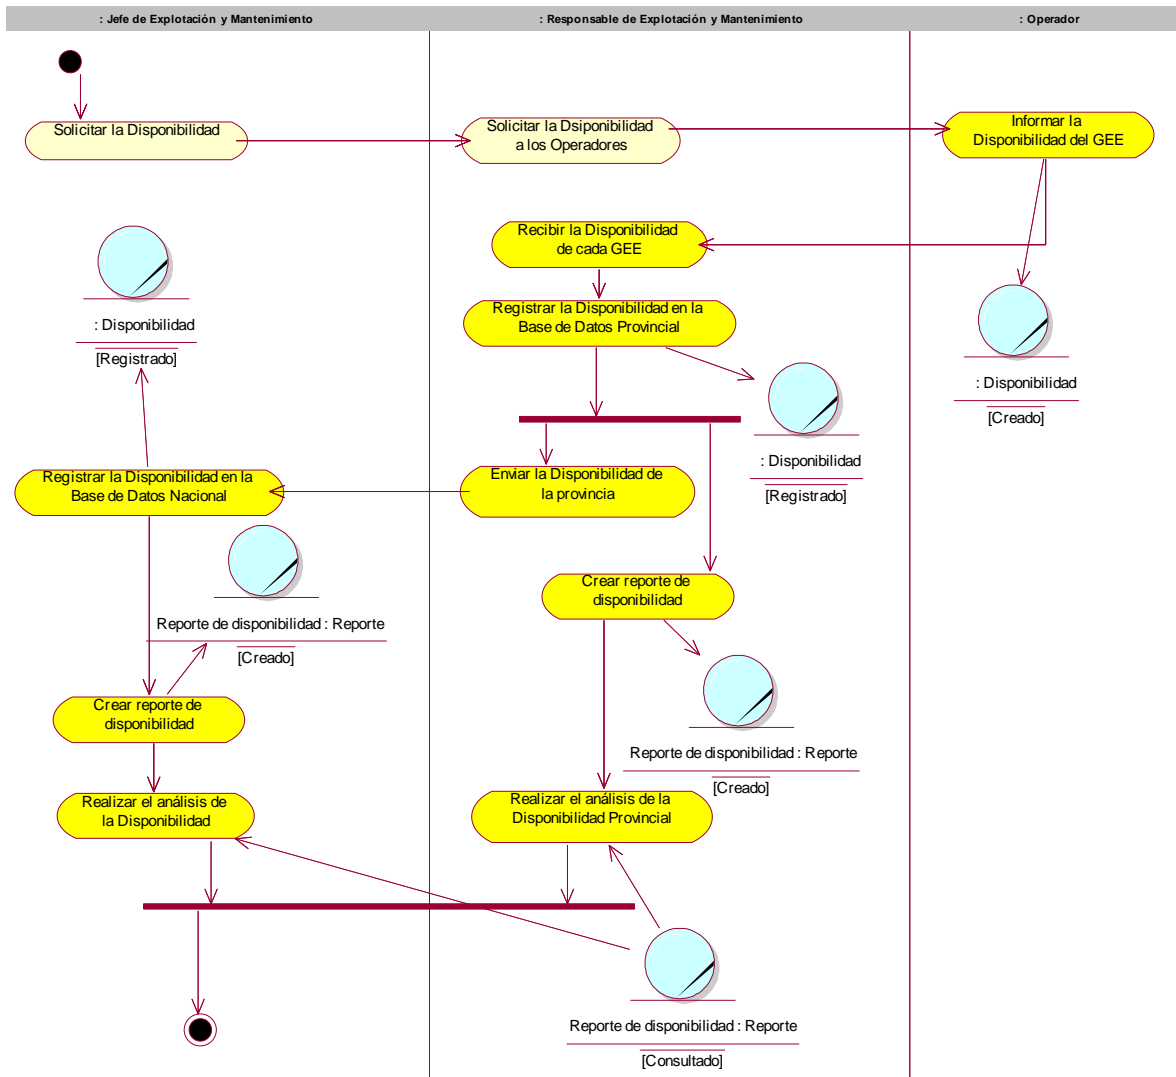 : Jefe de Explotación y Mantenimiento
: Responsable de Explotación y Mantenimiento
: Operador
Solicitar la Disponibilidad
Solicitar la Dsiponibilidad
a los Operadores
Informar la
Disponibilidad del GEE
Recibir la Disponibilidad
de cada GEE
Registrar la Disponibilidad en la
Base de Datos Provincial
: Disponibilidad
[Registrado]
: Disponibilidad
[Creado]
: Disponibilidad
[Registrado]
Registrar la Disponibilidad en la
Base de Datos Nacional
Enviar la Disponibilidad de
la provincia
Crear reporte de
disponibilidad
Reporte de disponibilidad : Reporte
[Creado]
Crear reporte de
disponibilidad
Reporte de disponibilidad : Reporte
[Creado]
Realizar el análisis de
la Disponibilidad
Realizar el análisis de la
Disponibilidad Provincial
Reporte de disponibilidad : Reporte
[Consultado]